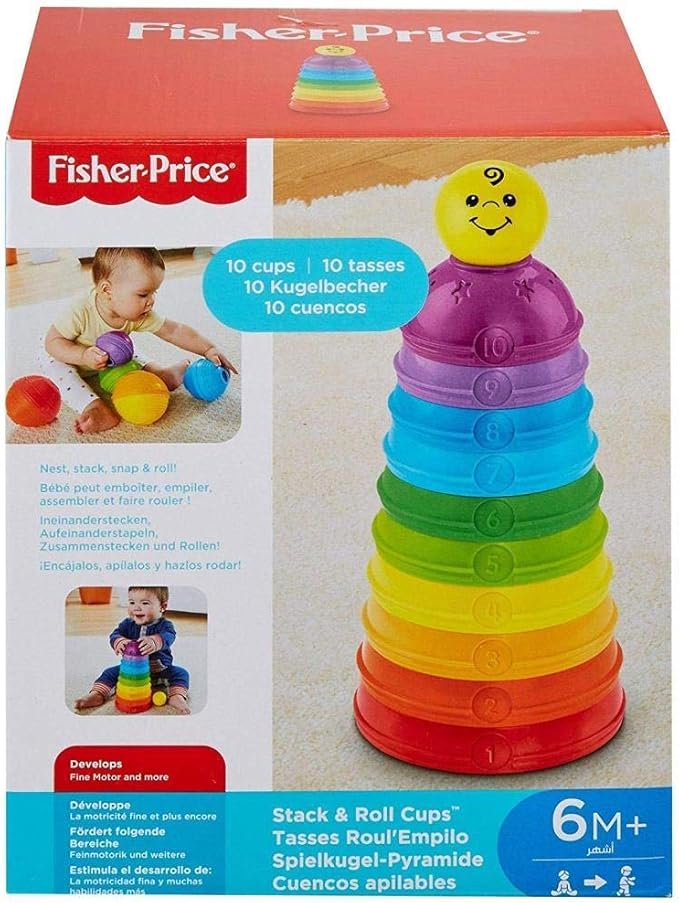 Fisher-Price®
Fisher-Price®
10 cups | 10 tasses
10 Kugelbecher
10 cuencos
Nest, stack, snap & roll!
Bébé peut emboîter, empiler,
assembler et faire rouler !
Ineinanderstecken,
Aufeinanderstapeln,
Zusammenstecken und Rollen!
¡Encájalos, apílalos y hazlos rodar!
10
9
8
7
6
5
4
3
2
1
Develops
Fine Motor and more
Développe
La motricité fine et plus encore
Fördert folgende
Bereiche
Feinmotorik und weitere
Estimula el desarrollo de:
La motricidad fina y muchas
habilidades más
Stack & Roll Cups™
Tasses Roul'Empilo
Spielkugel-Pyramide
Cuencos apilables
6M+
أشهر